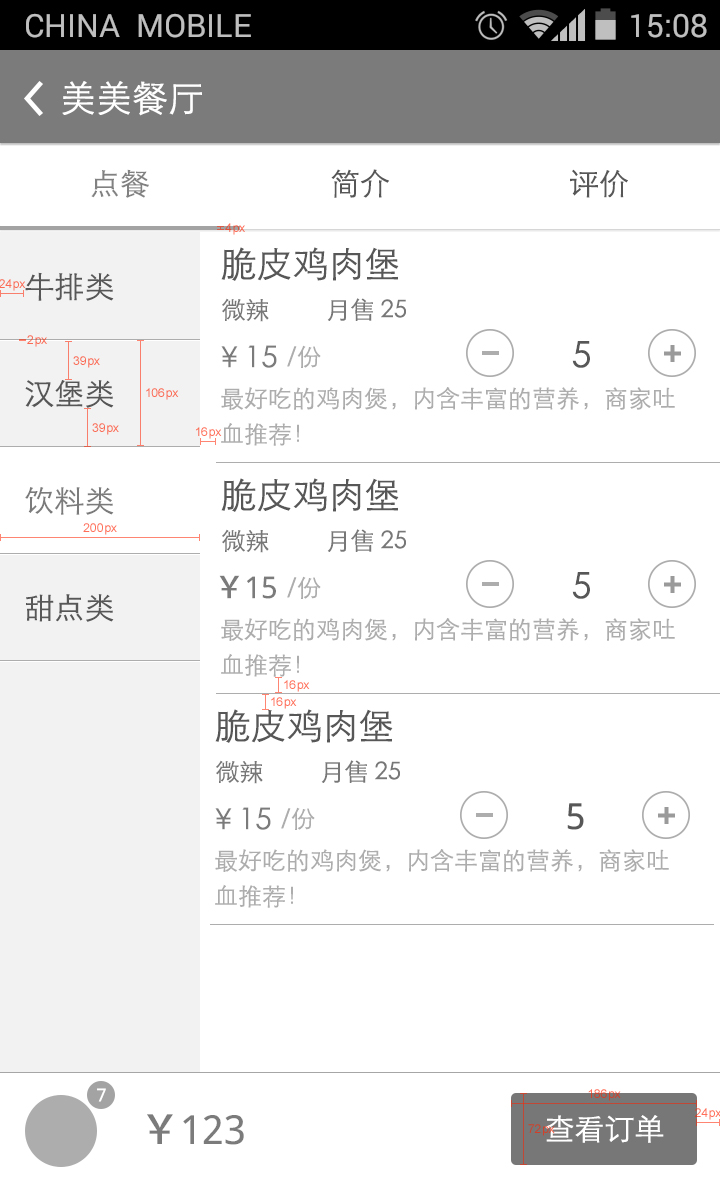 CHINA MOBILE 15:08
美美餐厅
点餐 简介 评价
4px
牛排类
24px
2px
39px
106px
汉堡类
39px
16px
饮料类
200px
甜点类
脆皮鸡肉堡
微辣 月售 25
¥ 15 /份 5
最好吃的鸡肉煲，内含丰富的营养，商家吐
血推荐！
脆皮鸡肉堡
微辣 月售 25
¥ 15 /份 5
最好吃的鸡肉煲，内含丰富的营养，商家吐
血推荐！
16px
16px
脆皮鸡肉堡
微辣 月售 25
¥ 15 /份 5
最好吃的鸡肉煲，内含丰富的营养，商家吐
血推荐！
7
¥ 123
186px
72px
查看订单
24px